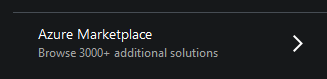 Azure Marketplace
Browse 3000+ additional solutions